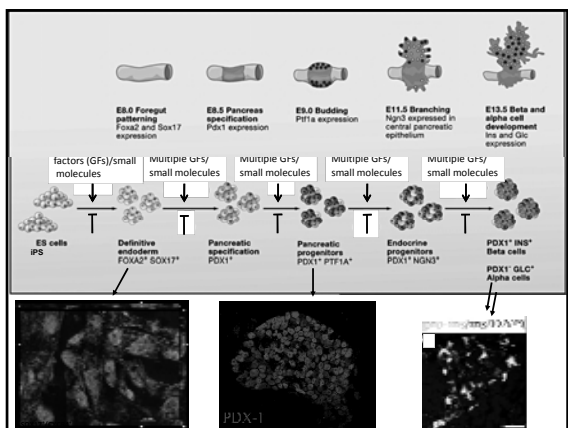 E8.0 Foregut
patterning
Foxa2 and Sox17
expression
E8.5 Pancreas
specification
Pdx1 expression
E9.0 Budding
Ptf1a expression
E11.5 Branching
Ngn3 expressed in
central pancreatic
epithelium
E13.5 Beta and
alpha cell
development
Ins and Glc
expression
factors (GFs)/small
molecules
Multiple GFs/
small molecules
Multiple GFs/
small molecules
Multiple GFs/
small molecules
Multiple GFs/
small molecules
ES cells
iPS
Definitive
endoderm
FOXA2⁺ SOX17⁺
Pancreatic
specification
PDX1⁺
Pancreatic
progenitors
PDX1⁺ PTF1A⁺
Endocrine
progenitors
PDX1⁺ NGN3⁺
PDX1⁺ INS⁺
Beta cells
PDX1⁻ GLC⁺
Alpha cells
PDX-1